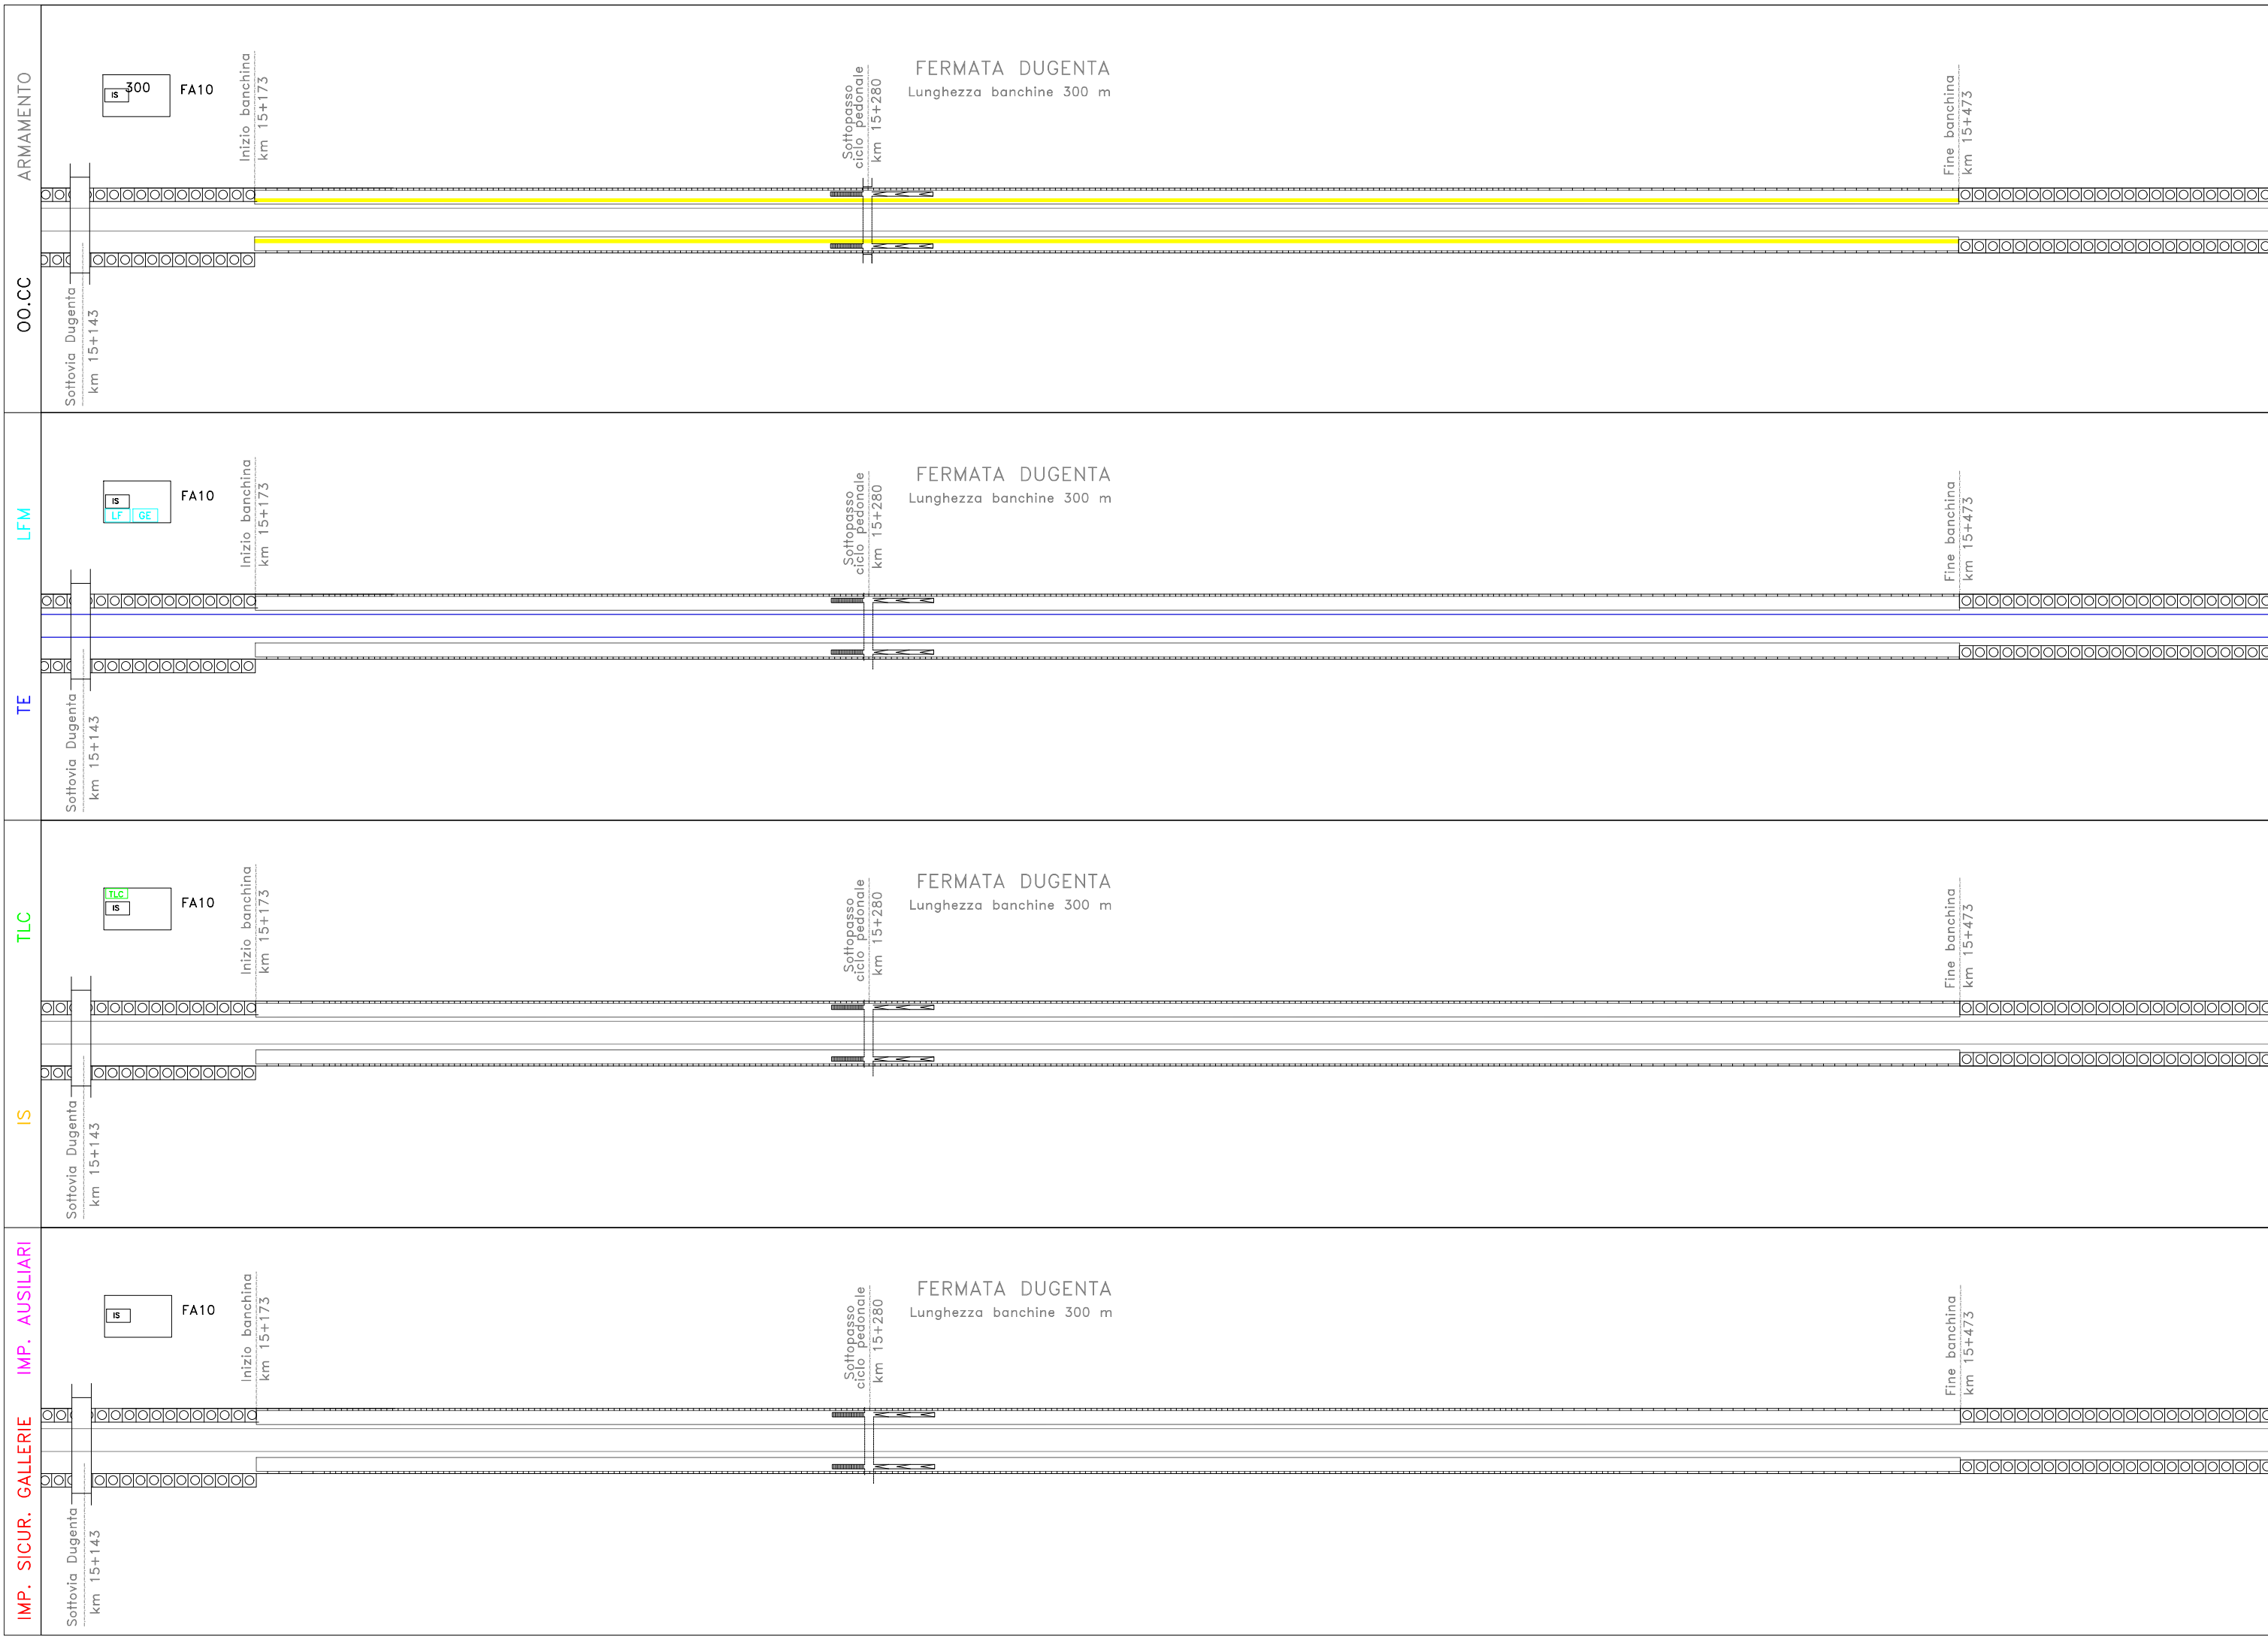 ARMAMENTO
OO.CC
300
IS
FA10
Inizio banchina
km 15+173
Sottopasso
ciclo pedonale
km 15+280
FERMATA DUGENTA
Lunghezza banchine 300 m
Fine banchina
km 15+473
Sottovia Dugenta
km 15+143
LFM
TE
IS
LF GE
FA10
Inizio banchina
km 15+173
Sottopasso
ciclo pedonale
km 15+280
FERMATA DUGENTA
Lunghezza banchine 300 m
Fine banchina
km 15+473
Sottovia Dugenta
km 15+143
TLC
IS
TLC
IS
FA10
Inizio banchina
km 15+173
Sottopasso
ciclo pedonale
km 15+280
FERMATA DUGENTA
Lunghezza banchine 300 m
Fine banchina
km 15+473
Sottovia Dugenta
km 15+143
IMP. AUSILIARI
IMP. SICUR. GALLERIE
IS
FA10
Inizio banchina
km 15+173
Sottopasso
ciclo pedonale
km 15+280
FERMATA DUGENTA
Lunghezza banchine 300 m
Fine banchina
km 15+473
Sottovia Dugenta
km 15+143